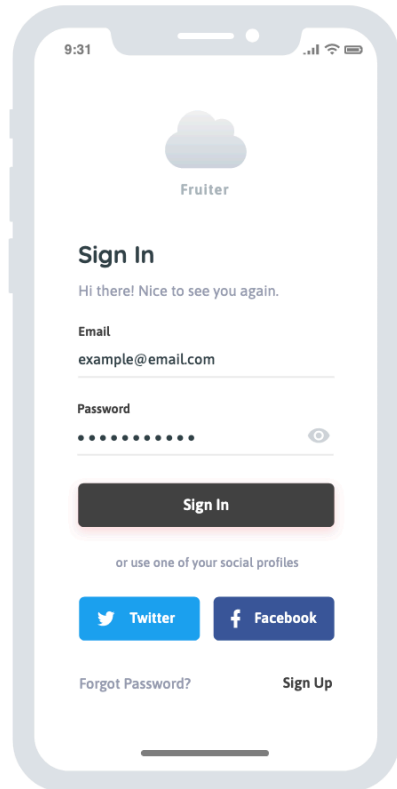 9:31
Fruiter
Sign In
Hi there! Nice to see you again.
Email
example@email.com
Password
Sign In
or use one of your social profiles
Twitter Facebook
Forgot Password? Sign Up